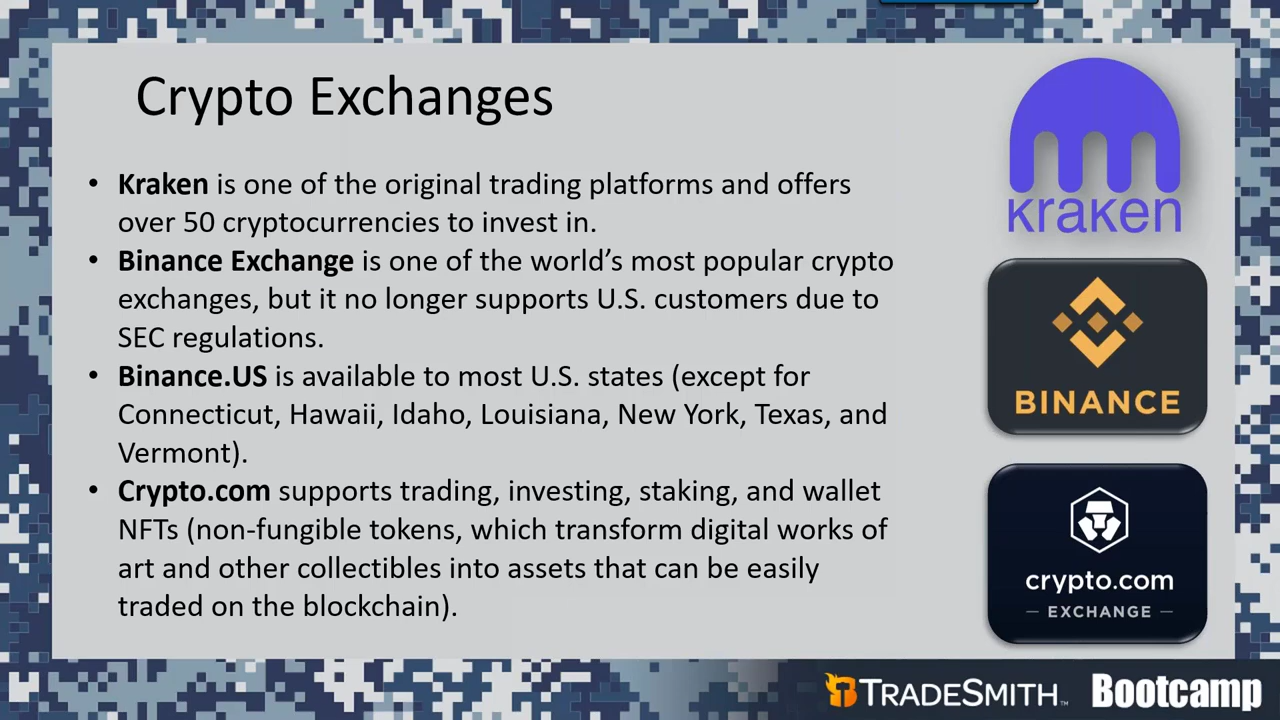 Crypto Exchanges
• Kraken is one of the original trading platforms and offers
over 50 cryptocurrencies to invest in.
• Binance Exchange is one of the world’s most popular crypto
exchanges, but it no longer supports U.S. customers due to
SEC regulations.
• Binance.US is available to most U.S. states (except for
Connecticut, Hawaii, Idaho, Louisiana, New York, Texas, and
Vermont).
• Crypto.com supports trading, investing, staking, and wallet
NFTs (non-fungible tokens, which transform digital works of
art and other collectibles into assets that can be easily
traded on the blockchain).
kraken
BINANCE
crypto.com
— EXCHANGE —
TRADESMITH™ Bootcamp